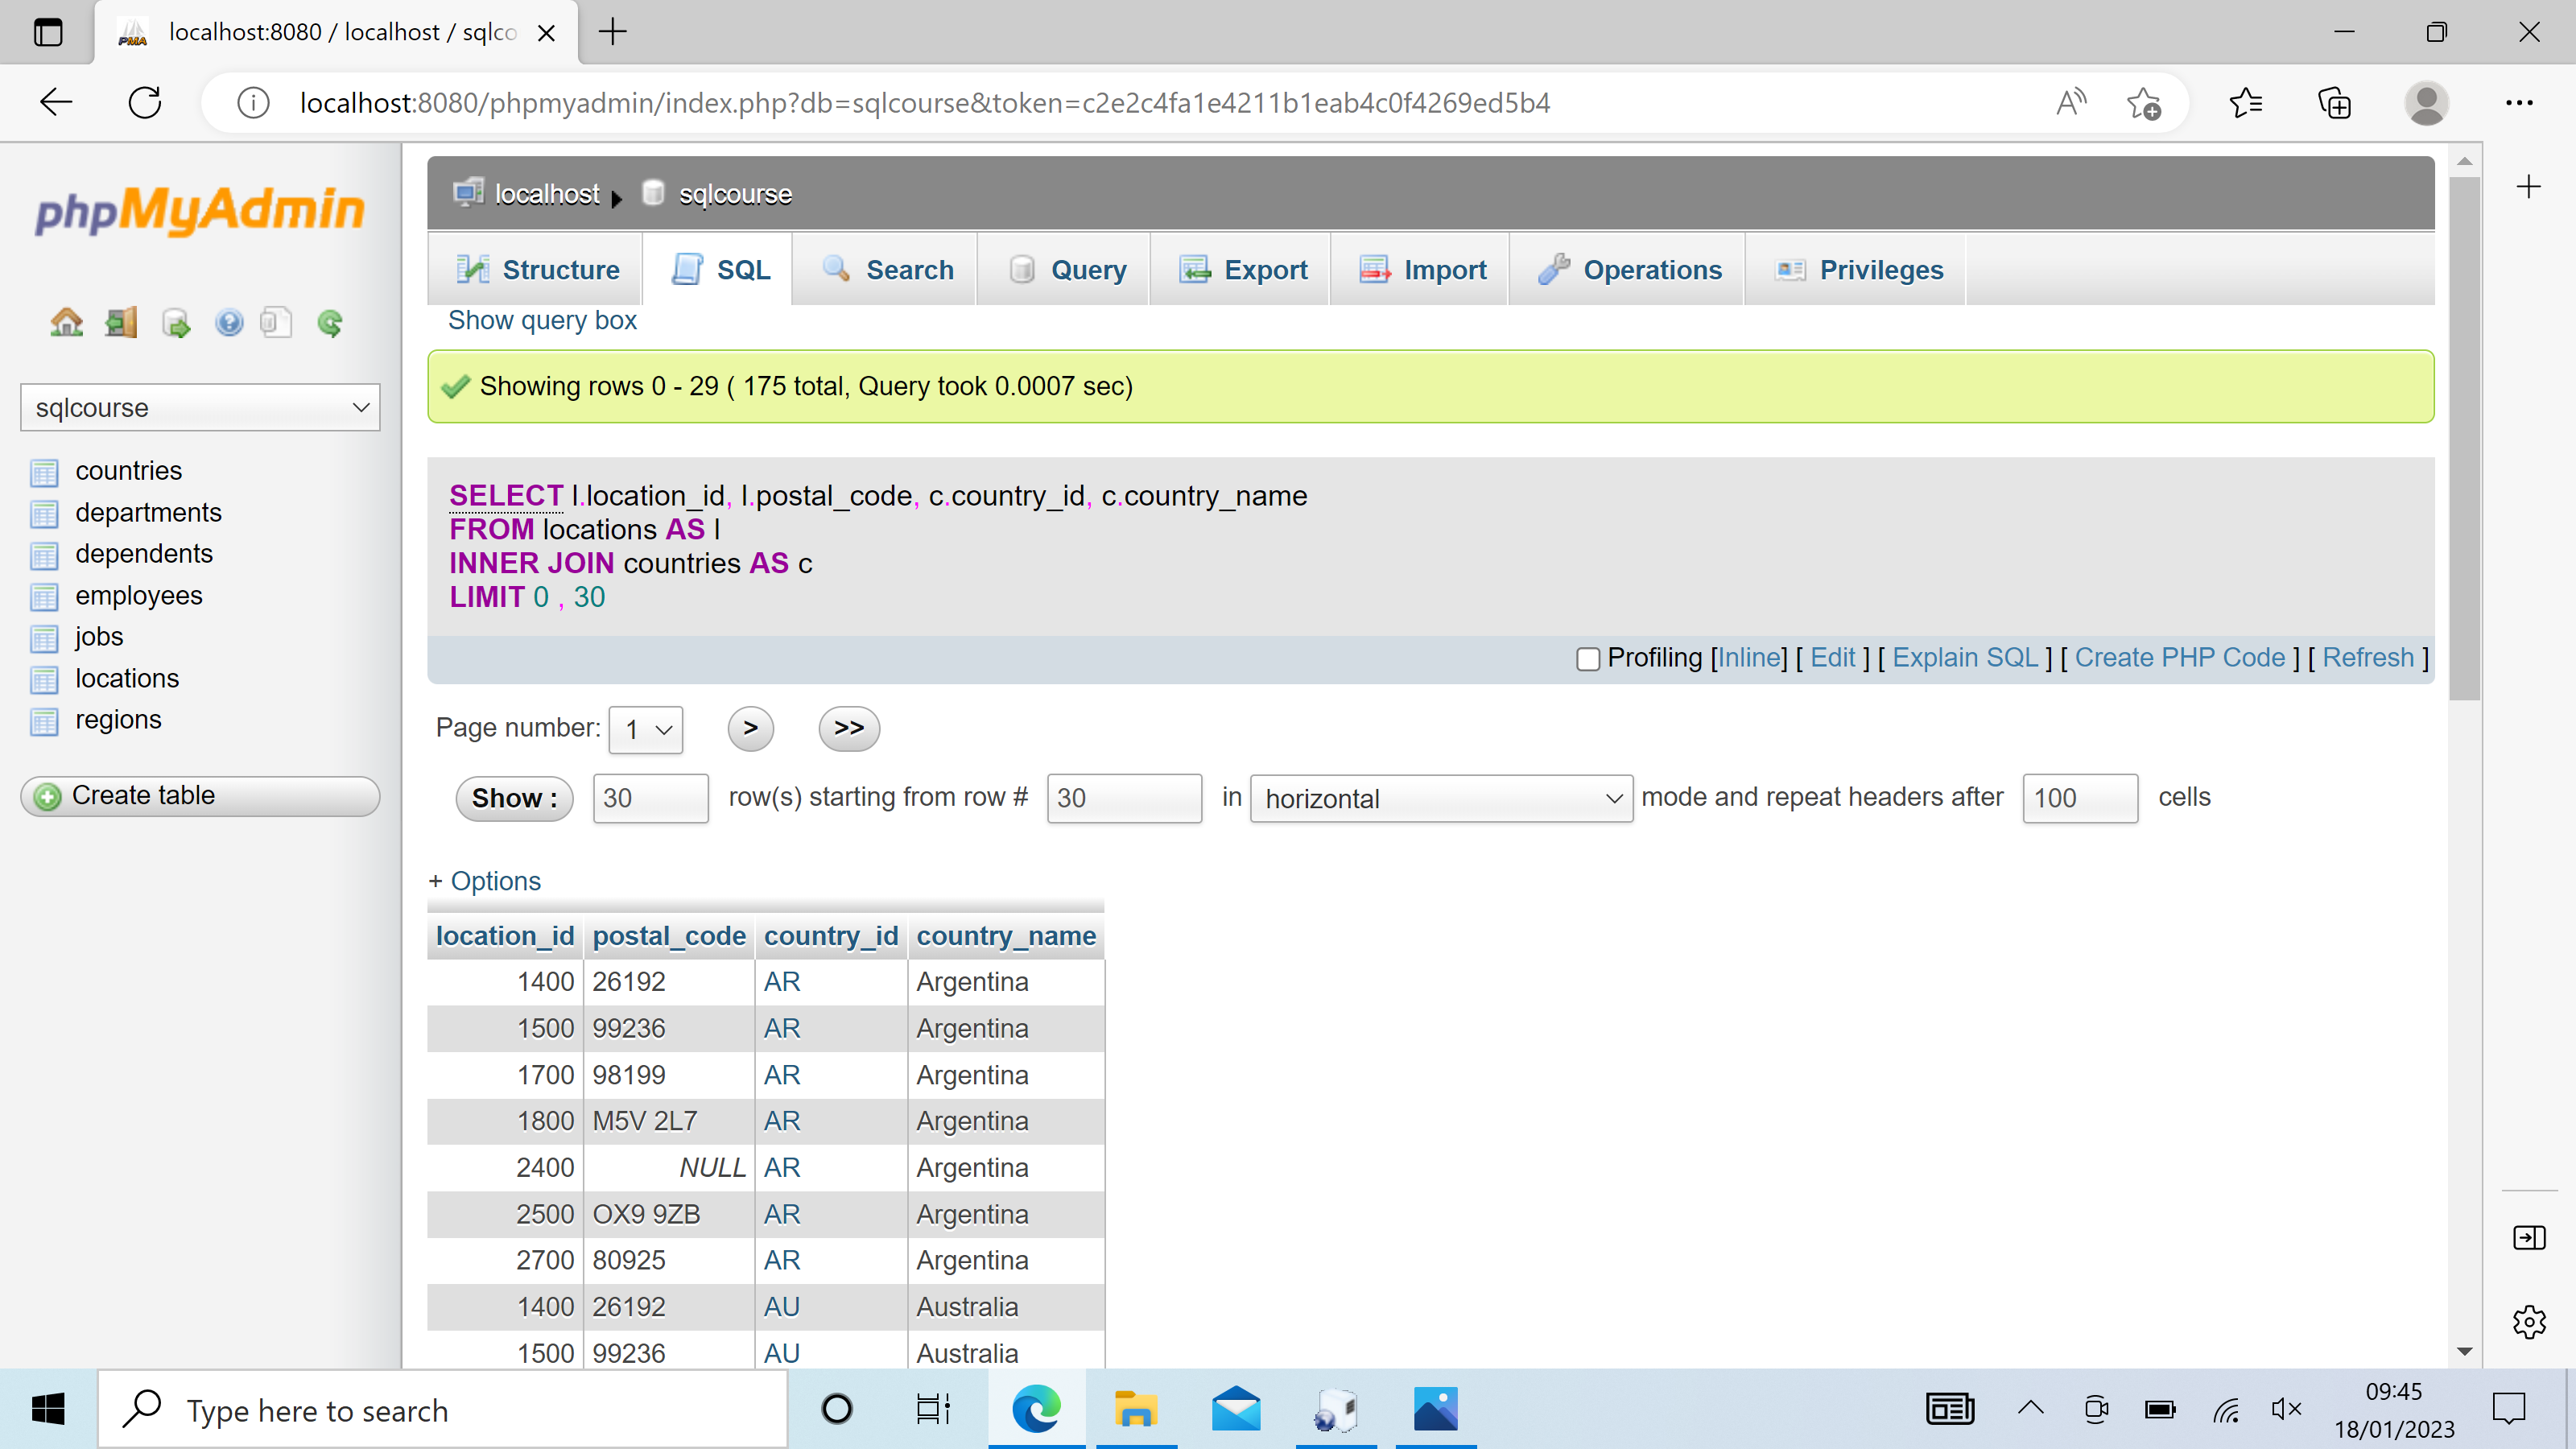 localhost:8080 / localhost / sqlco
localhost:8080/phpmyadmin/index.php?db=sqlcourse&token=c2e2c4fa1e4211b1eab4c0f4269ed5b4
phpMyAdmin
sqlcourse
countries
departments
dependents
employees
jobs
locations
regions
Create table
localhost sqlcourse
Structure SQL Search Query Export Import Operations Privileges
Show query box
Showing rows 0 - 29 ( 175 total, Query took 0.0007 sec)
SELECT l.location_id, l.postal_code, c.country_id, c.country_name
FROM locations AS l
INNER JOIN countries AS c
LIMIT 0 , 30
Profiling [Inline] [ Edit ] [ Explain SQL ] [ Create PHP Code ] [ Refresh ]
Page number: 1 > >>
Show : 30 row(s) starting from row # 30 in horizontal mode and repeat headers after 100 cells
+ Options
location_id postal_code country_id country_name
1400 26192 AR Argentina
1500 99236 AR Argentina
1700 98199 AR Argentina
1800 M5V 2L7 AR Argentina
2400 NULL AR Argentina
2500 OX9 9ZB AR Argentina
2700 80925 AR Argentina
1400 26192 AU Australia
1500 99236 AU Australia
Type here to search
09:45
18/01/2023